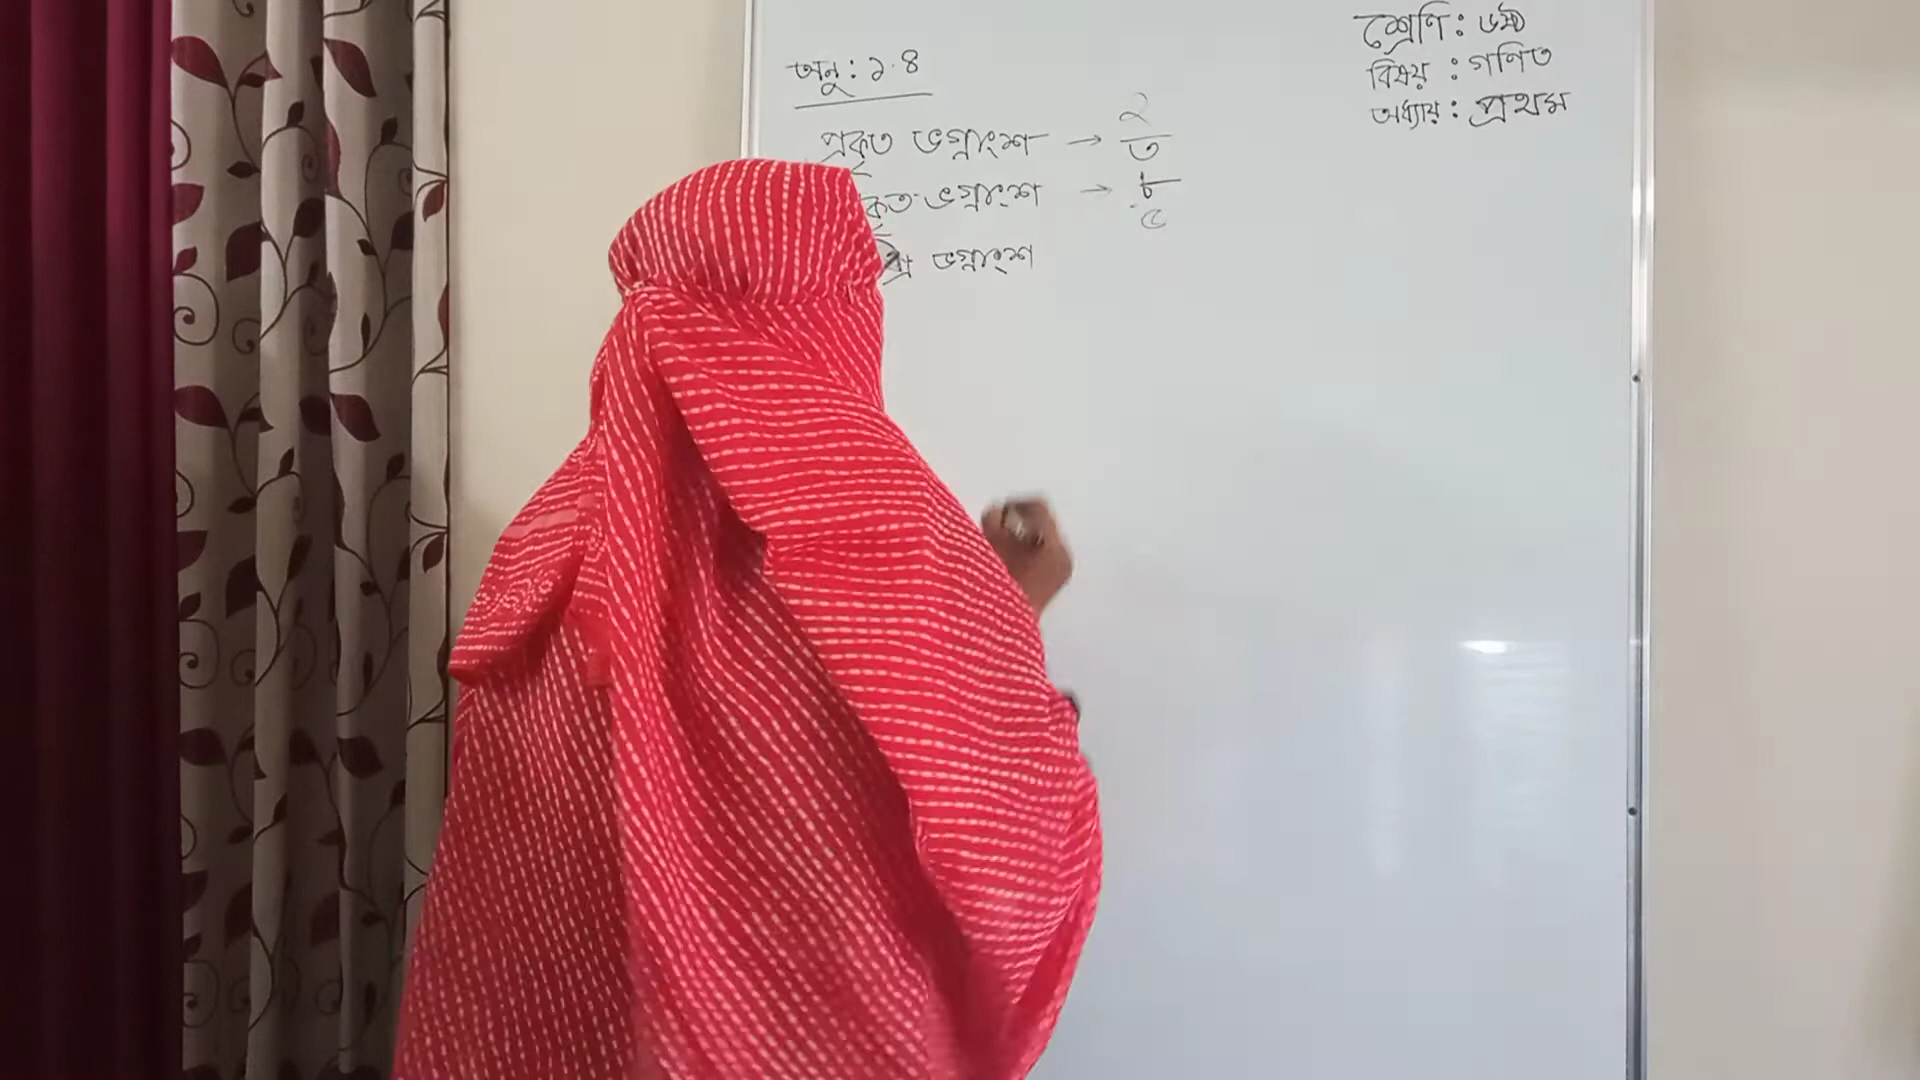 শ্রেণি : ৬ষ্ঠ
বিষয় : গণিত
অধ্যায় : প্রথম
অনু : ১.৪
প্রকৃত ভগ্নাংশ → ২/৩
কৃত ভগ্নাংশ → ৮/৫
শ্র ভগ্নাংশ